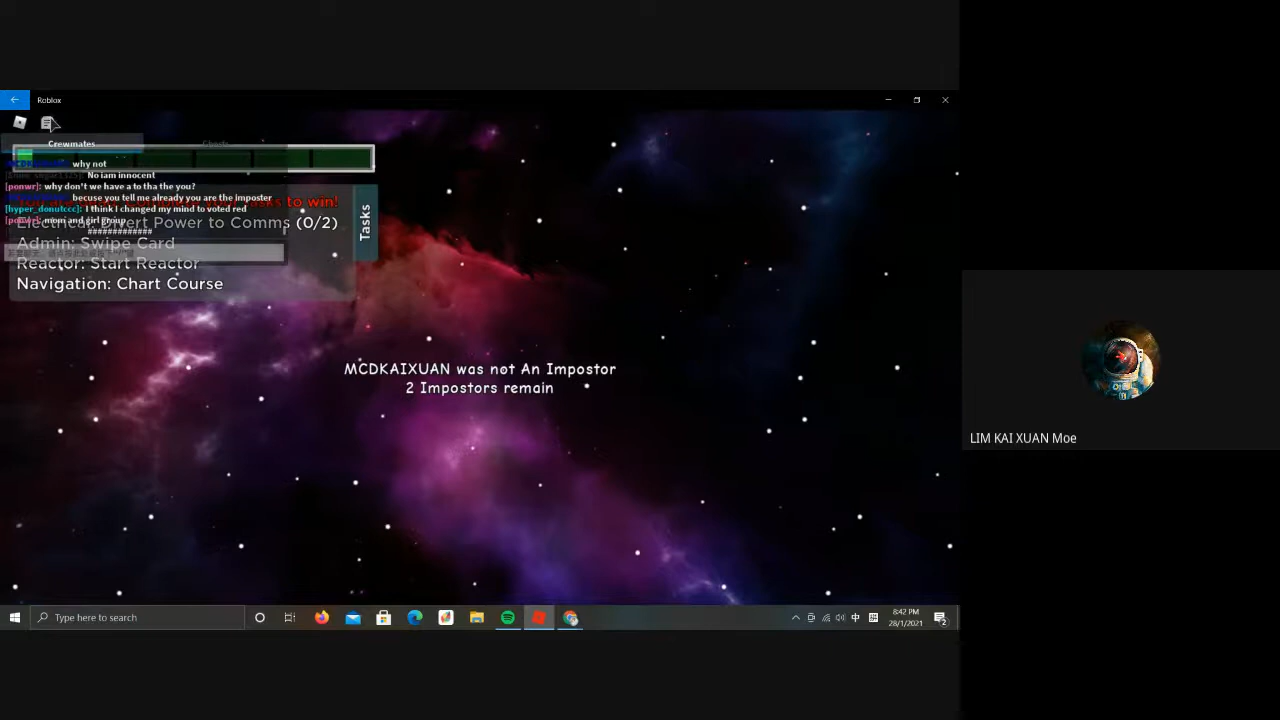 Roblox
Crewmates
Ghosts
why not
No iam innocent
[ponwr]: why don't we have a to tha the you?
becuse you tell me already you are the imposter
[hyper_donutccc]: I think I changed my mind to voted red
mom and girl group
#############
Tasks to win!
Electrical: Divert Power to Comms (0/2)
Admin: Swipe Card
Reactor: Start Reactor
Navigation: Chart Course
Tasks
MCDKAIXUAN was not An Impostor
2 Impostors remain
LIM KAI XUAN Moe
Type here to search
中
8:42 PM
28/1/2021
2